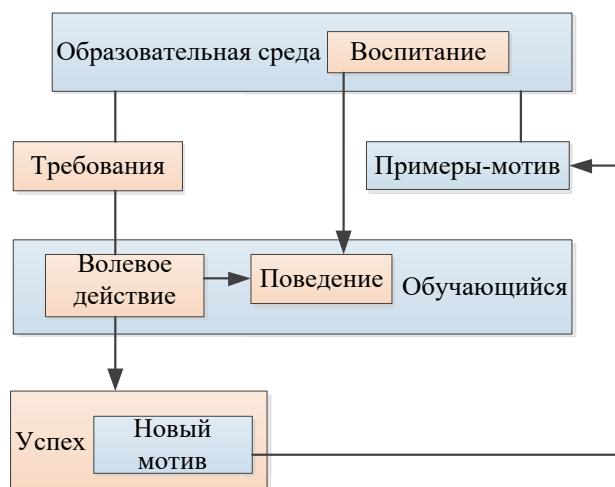 Образовательная среда
Воспитание
Требования
Примеры-мотив
Волевое
действие
Поведение
Обучающийся
Успех
Новый
мотив